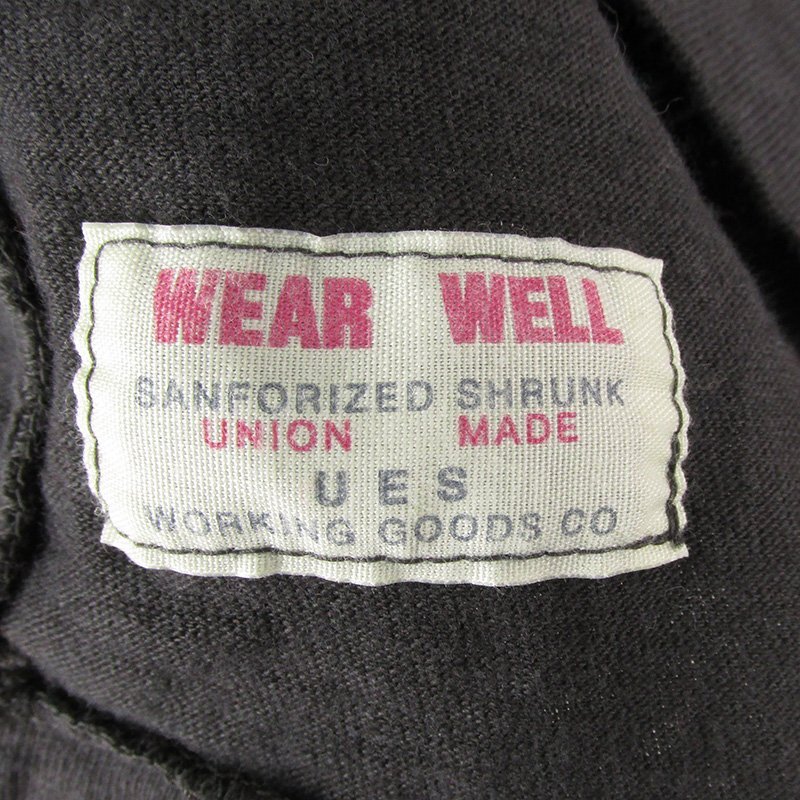 WEAR WELL
SANFORIZED SHRUNK
UNION MADE
UES
WORKING GOODS CO